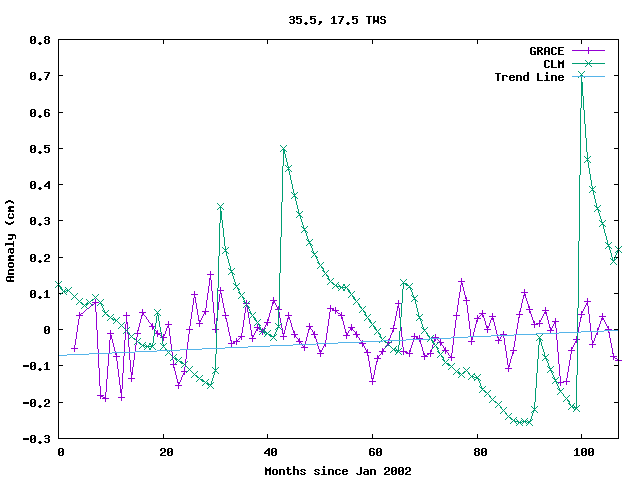 35.5, 17.5 TWS
GRACE
CLM
Trend Line
0.8
0.7
0.6
0.5
0.4
0.3
0.2
0.1
0
-0.1
-0.2
-0.3
Anomaly (cm)
0 20 40 60 80 100
Months since Jan 2002